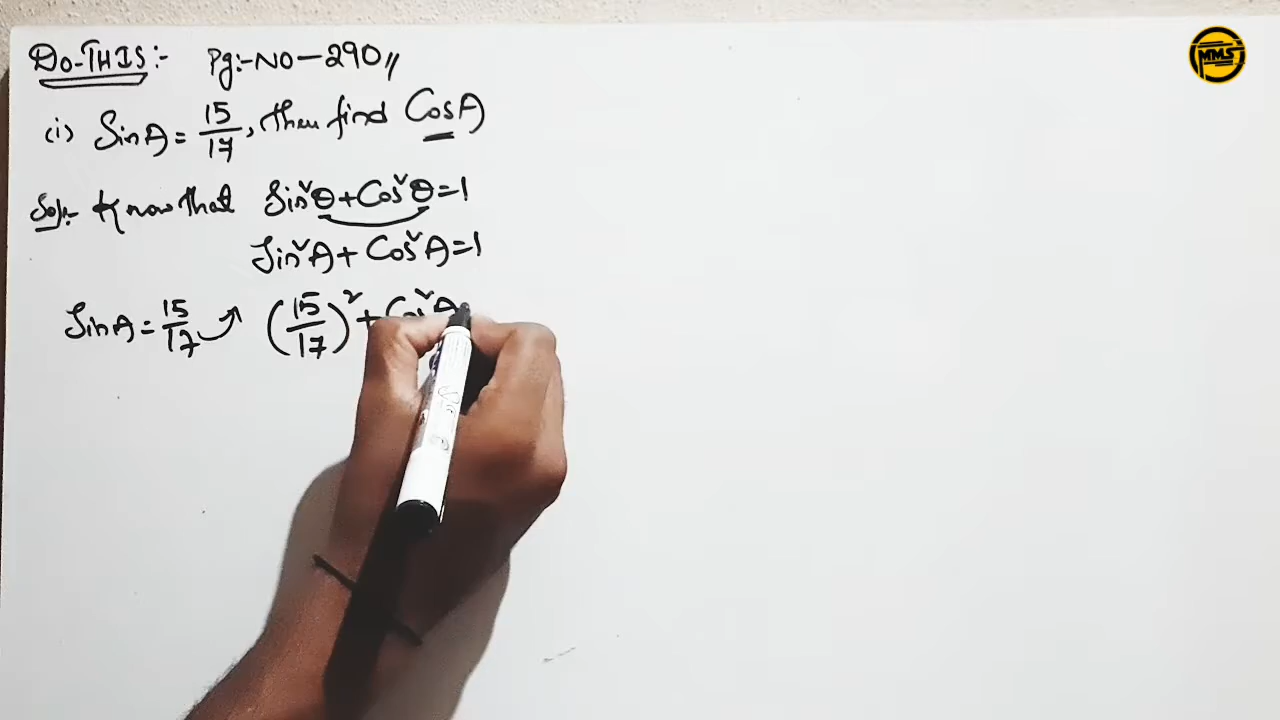 DO-THIS:- Pg:-NO-290//
(i) SinA = 15/17, then find CosA
Sol:- Know that Sin²θ+Cos²θ=1
Sin²A+Cos²A=1
SinA = 15/17 (15/17)²+Cos²A
MMS